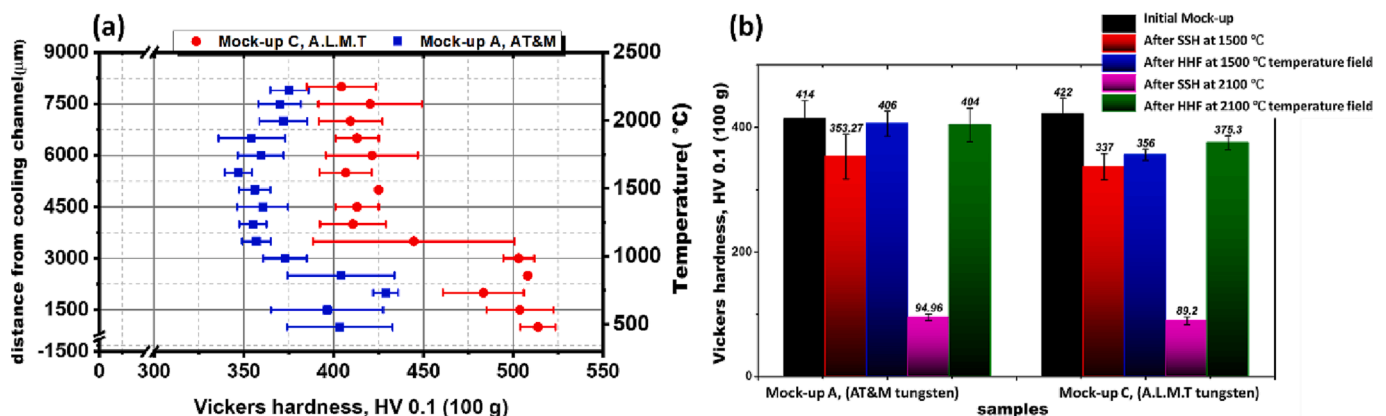 (a)
Mock-up C, A.L.M.T
Mock-up A, AT&M
distance from cooling channel(μm)
9000
7500
6000
4500
3000
1500
-1500
2500
2000
1500
1000
500
Temperature( °C)
0
300
350
400
450
500
550
Vickers hardness, HV 0.1 (100 g)
(b)
Initial Mock-up
After SSH at 1500 °C
After HHF at 1500 °C temperature field
After SSH at 2100 °C
After HHF at 2100 °C temperature field
Vickers hardness, HV 0.1 (100 g)
400
200
0
414
353.27
406
94.96
404
422
337
356
89.2
375.3
Mock-up A, (AT&M tungsten)
Mock-up C, (A.L.M.T tungsten)
samples